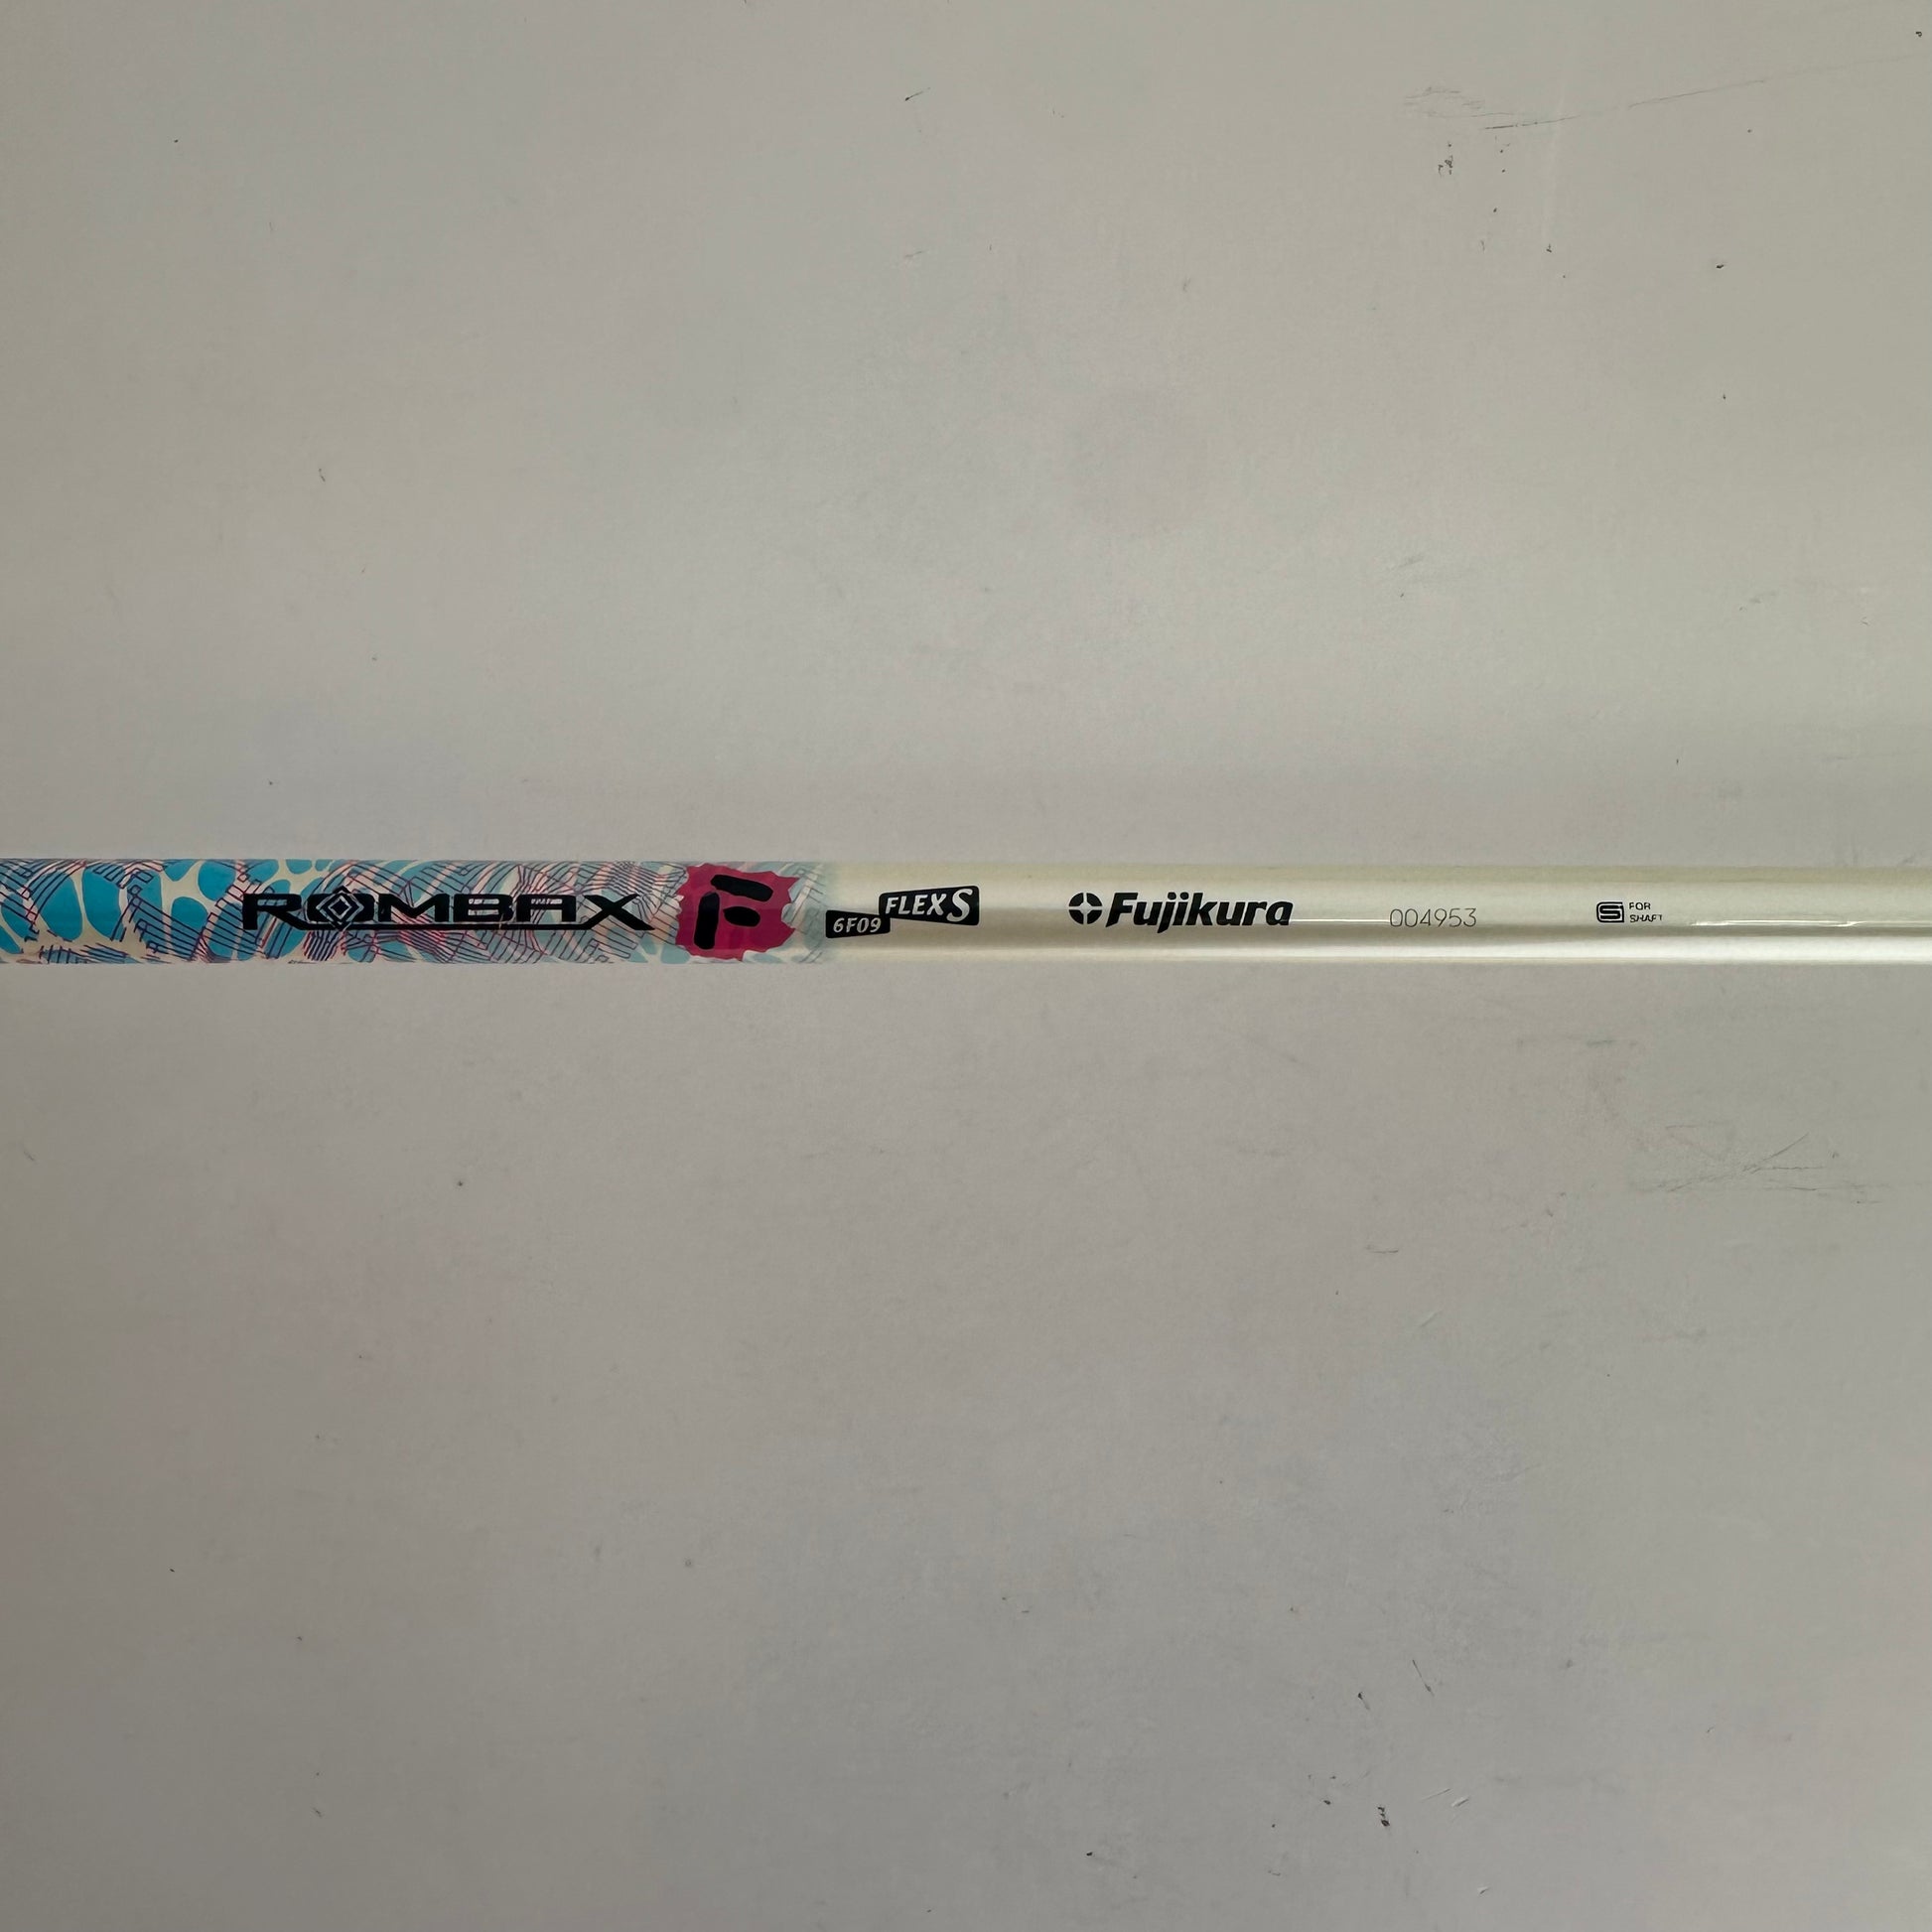 ROMBAX F
6F09 FLEX S
Fujikura
004953
S FOR
SHAFT